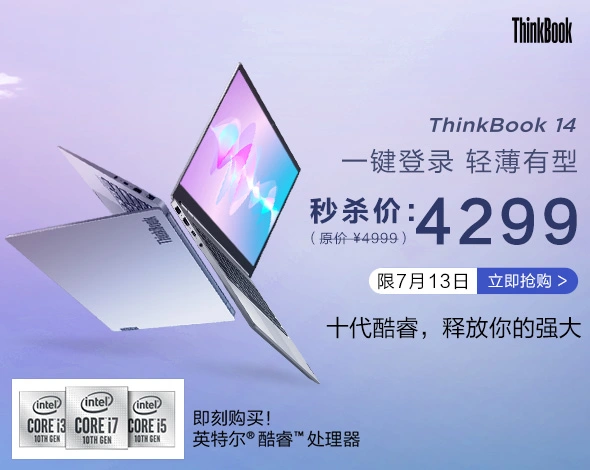 ThinkBook
ThinkBook 14
一键登录 轻薄有型
秒杀价:4299
(原价 ¥4999)
限7月13日 立即抢购 >
十代酷睿，释放你的强大
ThinkBook
intel CORE i3 10TH GEN
intel CORE i7 10TH GEN
intel CORE i5 10TH GEN
即刻购买！
英特尔® 酷睿™ 处理器